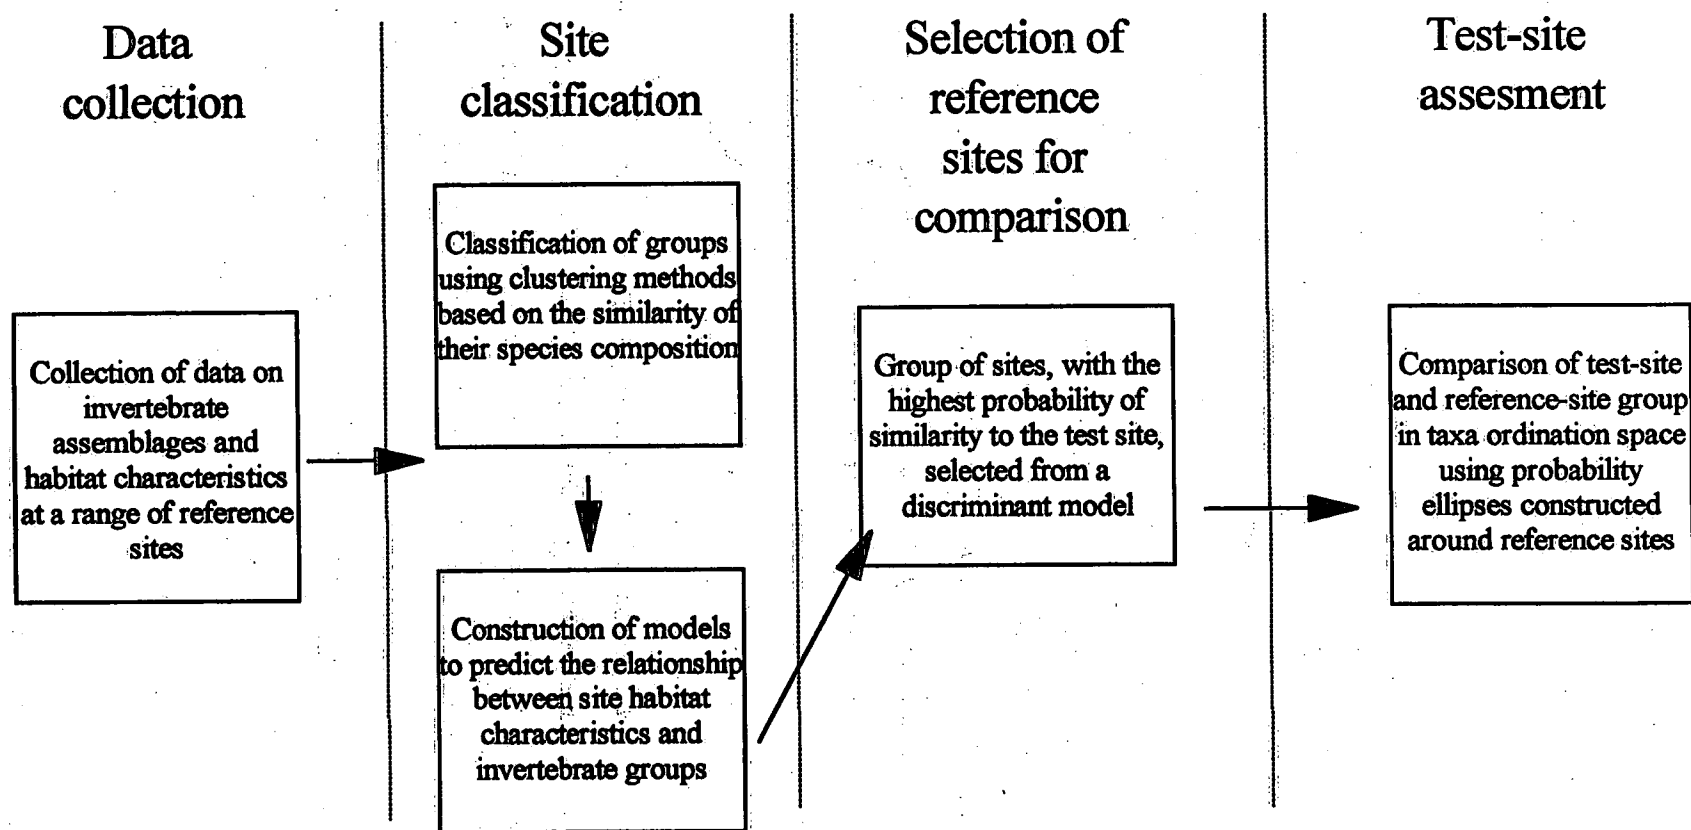 Data
collection
Site
classification
Selection of
reference
sites for
comparison
Test-site
assesment
Collection of data on
invertebrate
assemblages and
habitat characteristics
at a range of reference
sites
Classification of groups
using clustering methods
based on the similarity of
their species composition
Construction of models
to predict the relationship
between site habitat
characteristics and
invertebrate groups
Group of sites, with the
highest probability of
similarity to the test site,
selected from a
discriminant model
Comparison of test-site
and reference-site group
in taxa ordination space
using probability
ellipses constructed
around reference sites